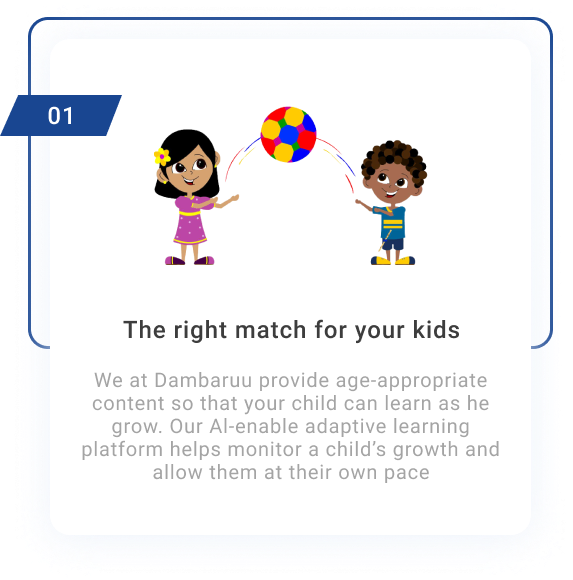 01
The right match for your kids
We at Dambaruu provide age-appropriate
content so that your child can learn as he
grow. Our Al-enable adaptive learning
platform helps monitor a child’s growth and
allow them at their own pace